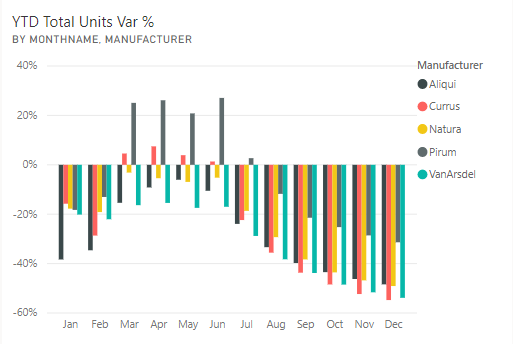 YTD Total Units Var %
BY MONTHNAME, MANUFACTURER
Manufacturer
Aliqui
Currus
Natura
Pirum
VanArsdel
40%
20%
0%
-20%
-40%
-60%
Jan Feb Mar Apr May Jun Jul Aug Sep Oct Nov Dec